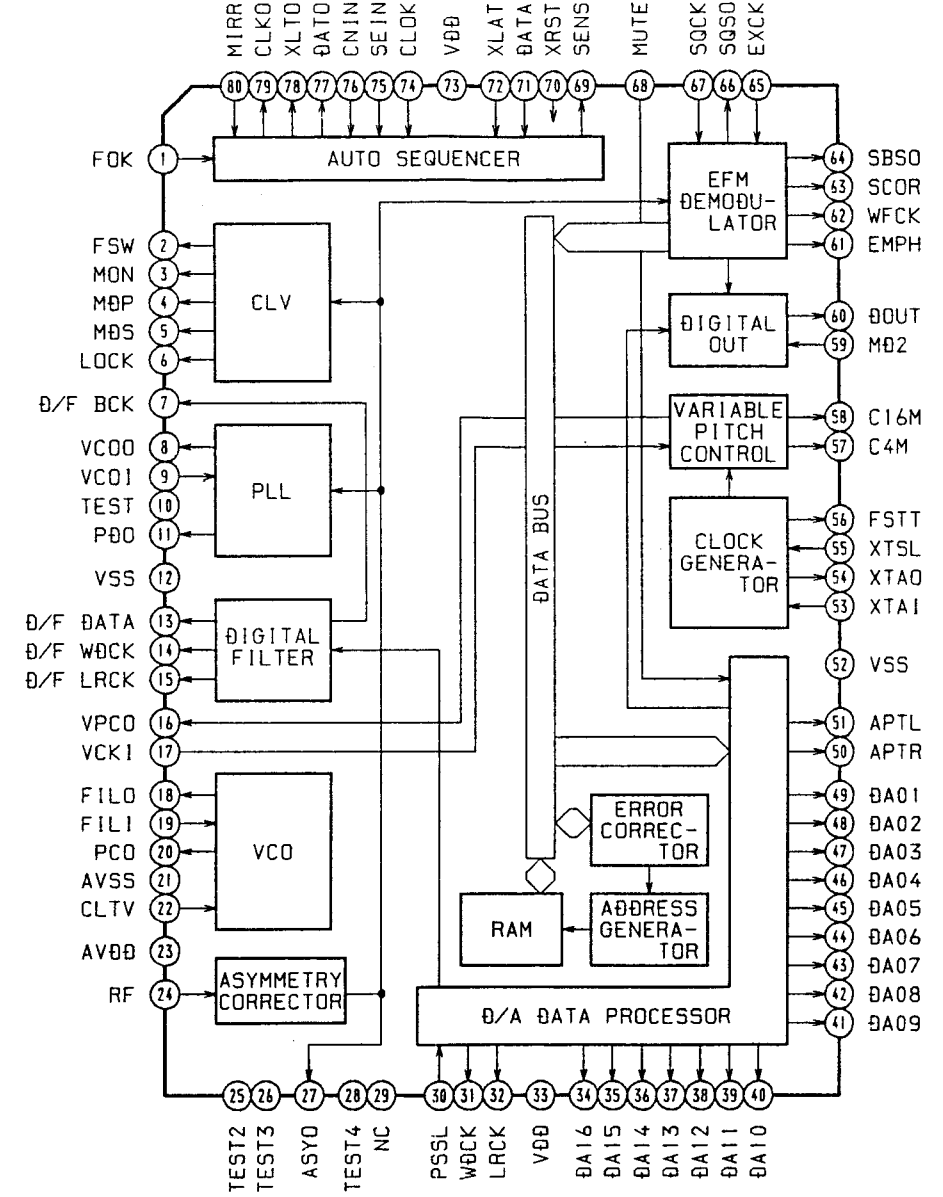 MIRR
CLKO
XLTO
DATO
CNIN
SEIN
CLOK
VDD
XLAT
DATA
XRST
SENS
MUTE
SQCK
SQSO
EXCK
80
79
78
77
76
75
74
73
72
71
70
69
68
67
66
65
FOK
1
AUTO SEQUENCER
EFM
DEMODU-
LATOR
64
SBSO
63
SCOR
62
WFCK
61
EMPH
FSW
2
MON
3
MDP
4
MDS
5
LOCK
6
CLV
DIGITAL
OUT
60
DOUT
59
MD2
D/F BCK
7
VCOO
8
VCOI
9
TEST
10
PDO
11
PLL
VARIABLE
PITCH
CONTROL
58
C16M
57
C4M
DATA BUS
CLOCK
GENERA-
TOR
56
FSTT
55
XTSL
54
XTAO
53
XTAI
VSS
12
D/F DATA
13
D/F WDCK
14
D/F LRCK
15
DIGITAL
FILTER
52
VSS
VPCO
16
VCKI
17
51
APTL
50
APTR
FILO
18
FILI
19
PCO
20
AVSS
21
CLTV
22
VCO
ERROR
CORREC-
TOR
RAM
ADDRESS
GENERA-
TOR
49
DA01
48
DA02
47
DA03
46
DA04
45
DA05
44
DA06
43
DA07
42
DA08
41
DA09
AVDD
23
RF
24
ASYMMETRY
CORRECTOR
D/A DATA PROCESSOR
25
26
27
28
29
30
31
32
33
34
35
36
37
38
39
40
TEST2
TEST3
ASYO
TEST4
NC
PSSL
WDCK
LRCK
VDD
DA16
DA15
DA14
DA13
DA12
DA11
DA10